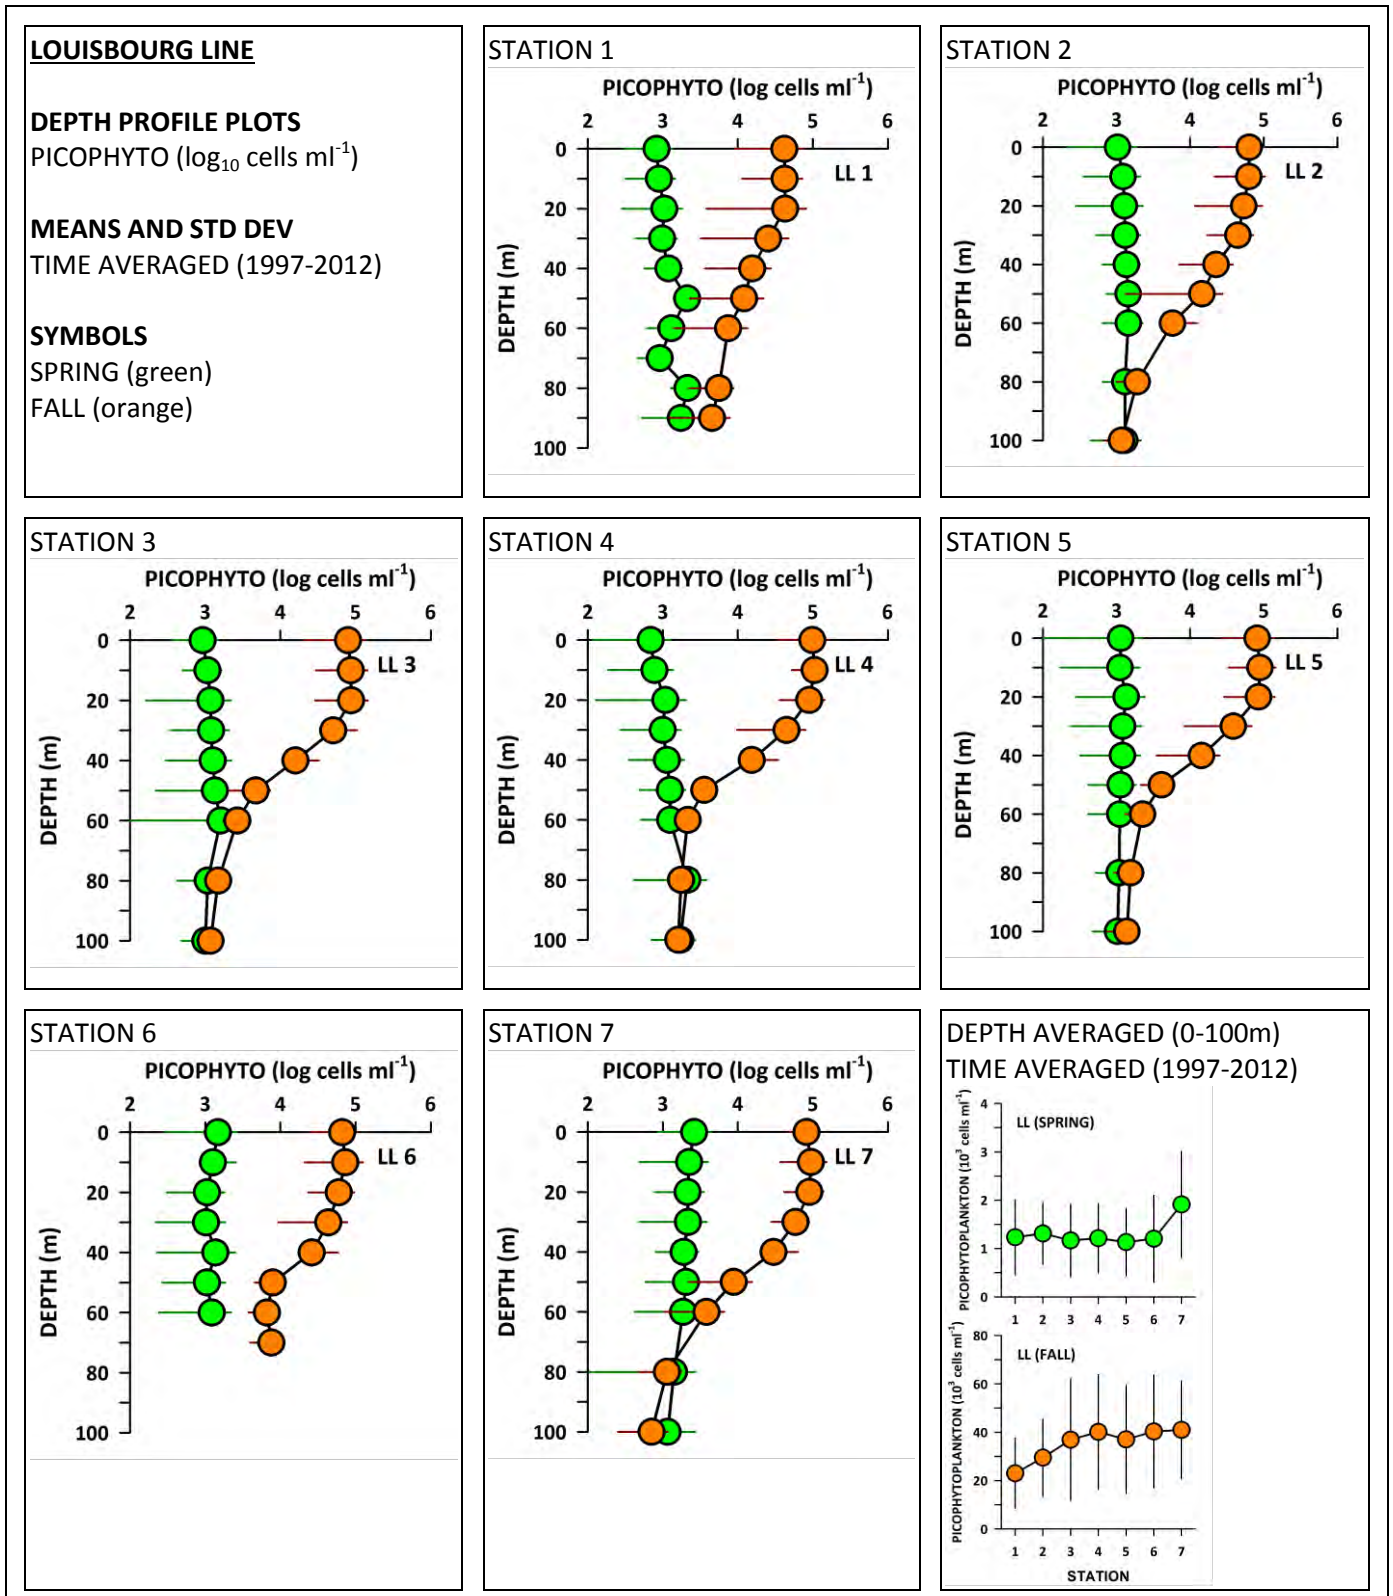 LOUISBOURG LINE
DEPTH PROFILE PLOTS
PICOPHYTO (log10 cells ml-1)
MEANS AND STD DEV
TIME AVERAGED (1997-2012)
SYMBOLS
SPRING (green)
FALL (orange)
STATION 1
PICOPHYTO (log cells ml-1)
2 3 4 5 6
LL 1
DEPTH (m)
0
20
40
60
80
100
STATION 2
PICOPHYTO (log cells ml-1)
2 3 4 5 6
LL 2
DEPTH (m)
0
20
40
60
80
100
STATION 3
PICOPHYTO (log cells ml-1)
2 3 4 5 6
LL 3
DEPTH (m)
0
20
40
60
80
100
STATION 4
PICOPHYTO (log cells ml-1)
2 3 4 5 6
LL 4
DEPTH (m)
0
20
40
60
80
100
STATION 5
PICOPHYTO (log cells ml-1)
2 3 4 5 6
LL 5
DEPTH (m)
0
20
40
60
80
100
STATION 6
PICOPHYTO (log cells ml-1)
2 3 4 5 6
LL 6
DEPTH (m)
0
20
40
60
80
100
STATION 7
PICOPHYTO (log cells ml-1)
2 3 4 5 6
LL 7
DEPTH (m)
0
20
40
60
80
100
DEPTH AVERAGED (0-100m)
TIME AVERAGED (1997-2012)
PICOPHYTOPLANKTON (10³ cells ml-1)
LL (SPRING)
4
3
2
1
0
1 2 3 4 5 6 7
PICOPHYTOPLANKTON (10³ cells ml-1)
LL (FALL)
80
60
40
20
0
1 2 3 4 5 6 7
STATION